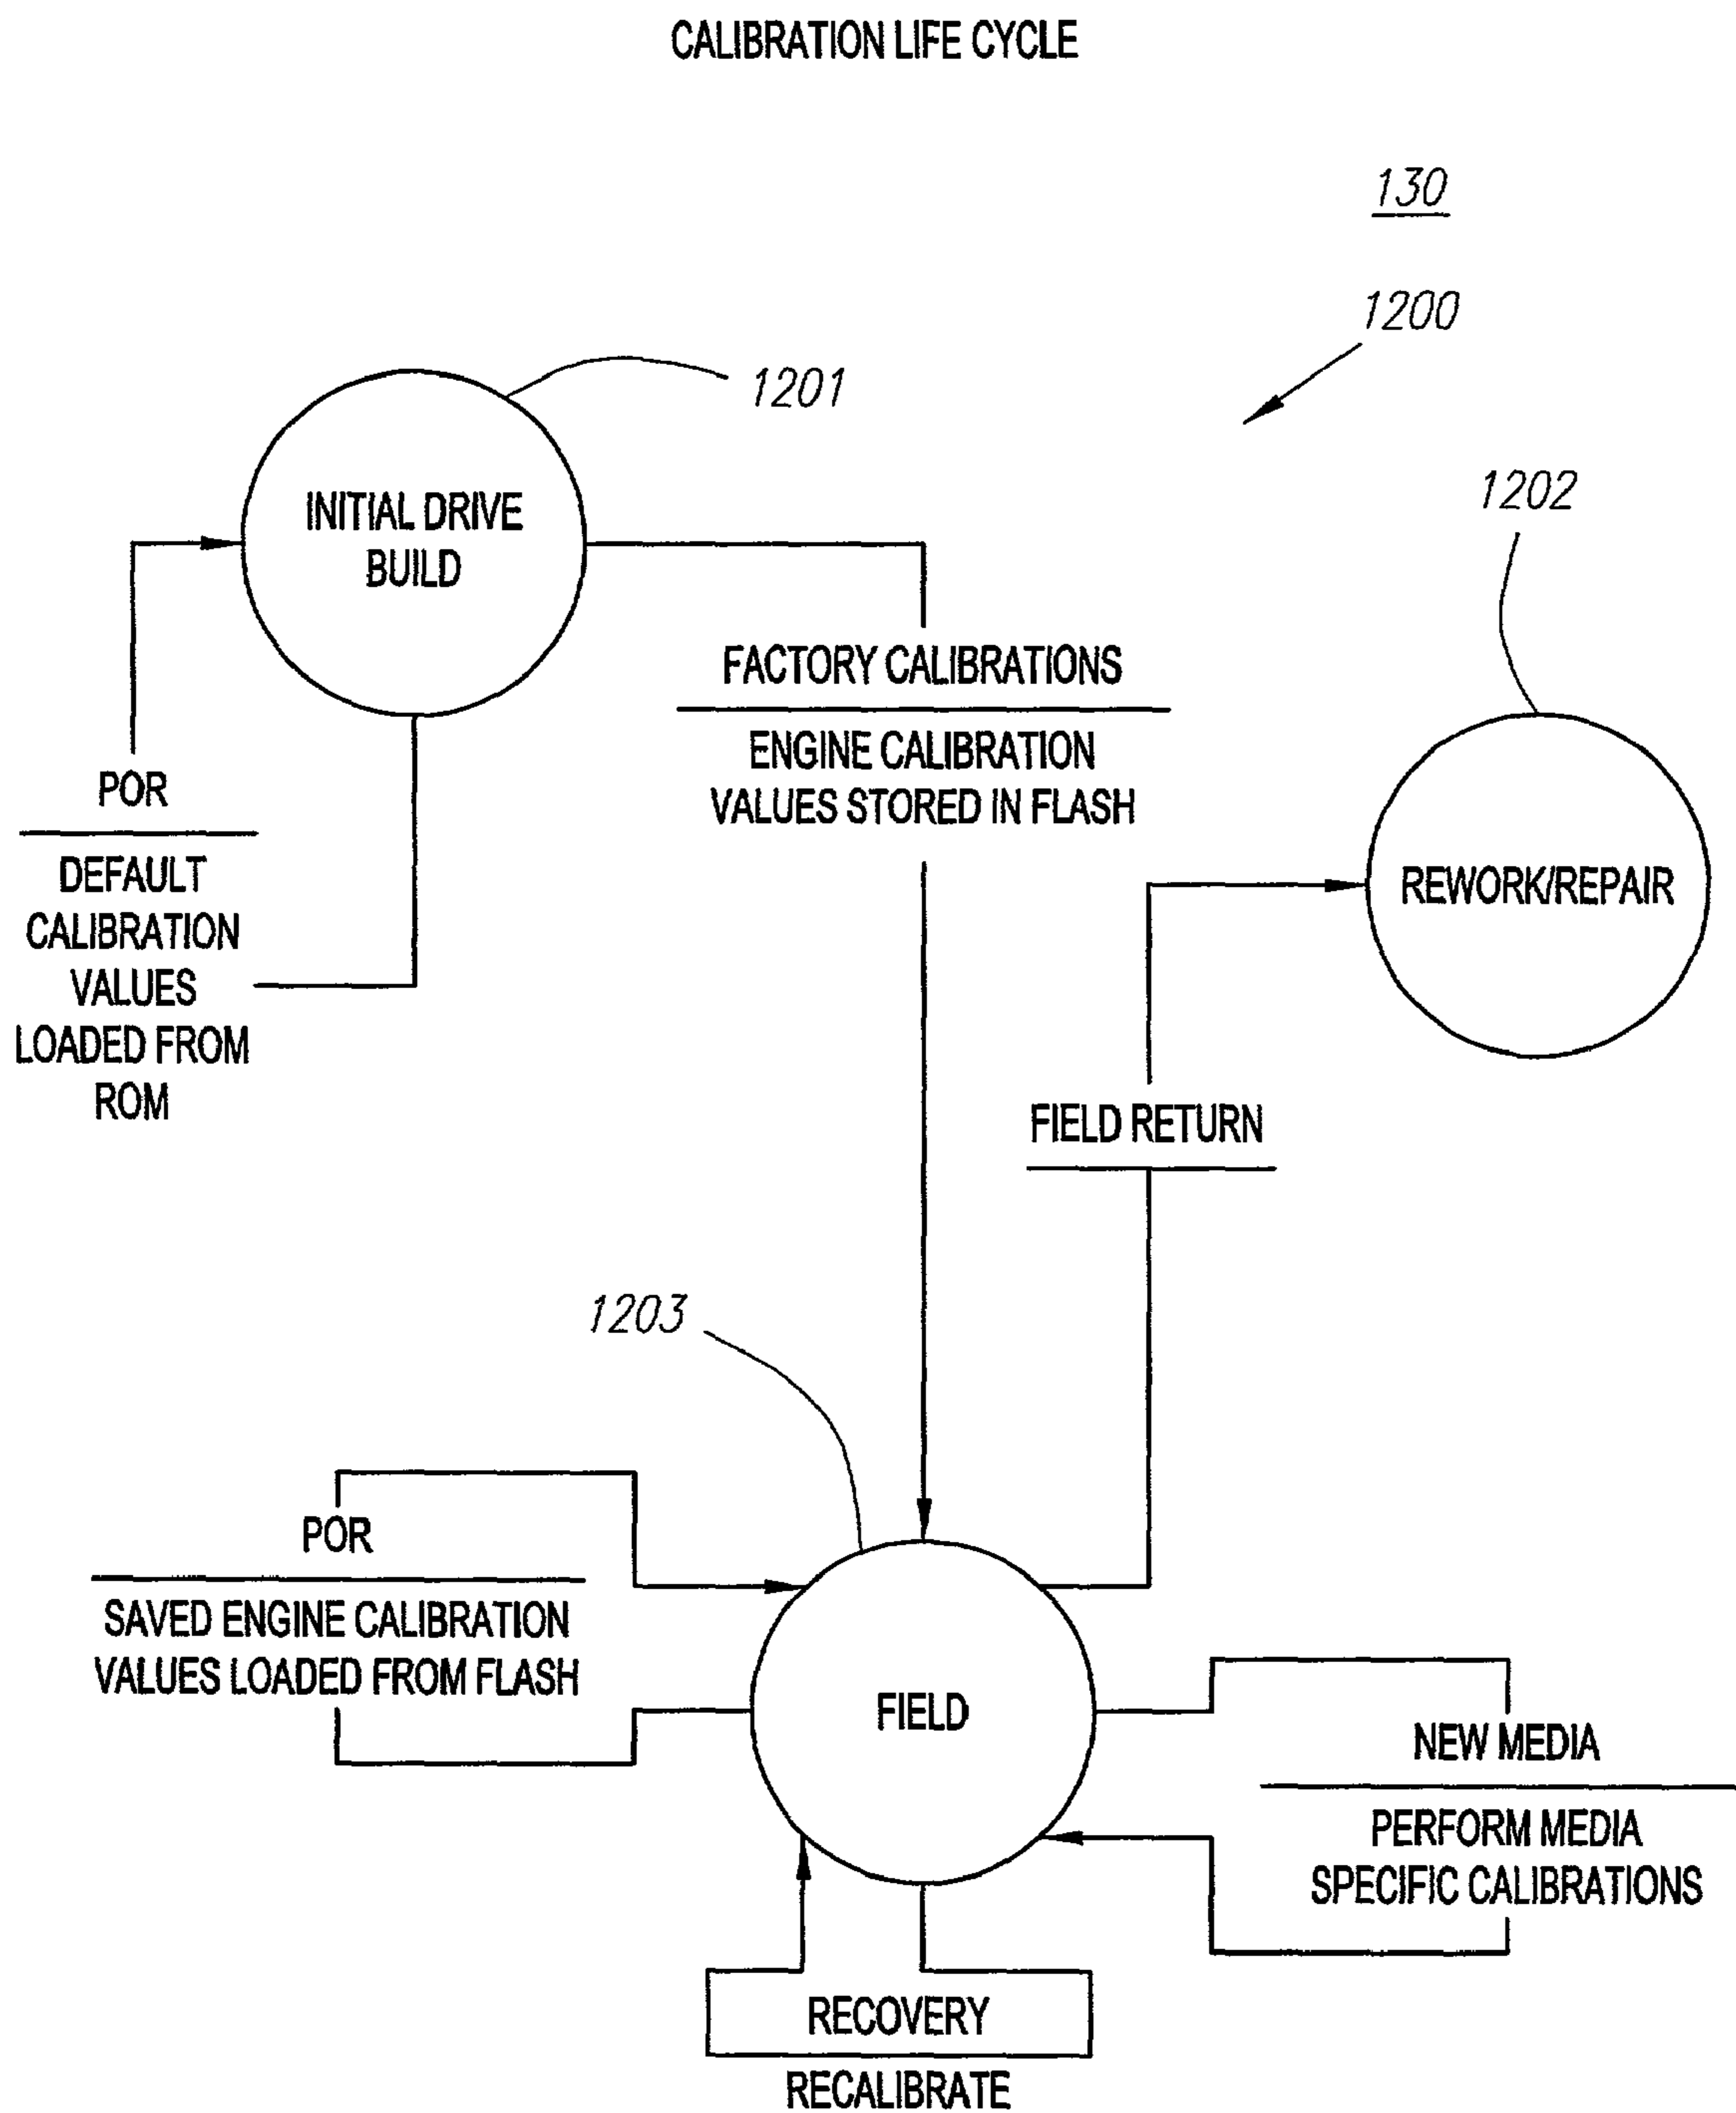 CALIBRATION LIFE CYCLE
130
1200
1201
INITIAL DRIVE
BUILD
1202
FACTORY CALIBRATIONS
ENGINE CALIBRATION
VALUES STORED IN FLASH
POR
DEFAULT
CALIBRATION
VALUES
LOADED FROM
ROM
REWORK/REPAIR
FIELD RETURN
1203
POR
SAVED ENGINE CALIBRATION
VALUES LOADED FROM FLASH
FIELD
NEW MEDIA
PERFORM MEDIA
SPECIFIC CALIBRATIONS
RECOVERY
RECALIBRATE